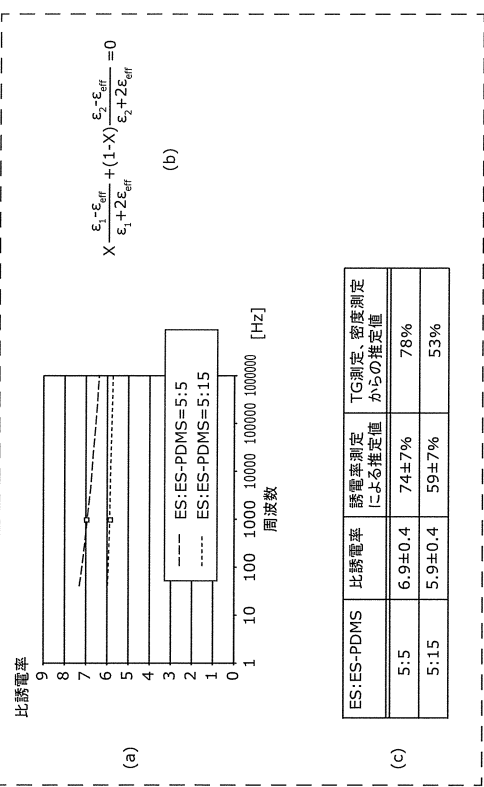 (a)
比誘電率
9
8
7
6
5
4
3
2
1
0
1 10 100 1000 10000 100000 1000000
周波数 [Hz]
ES:ES-PDMS=5:5
ES:ES-PDMS=5:15
X (ε₁-εeff)/(ε₁+2εeff) +(1-X) (ε₂-εeff)/(ε₂+2εeff) =0
(b)
(c)
ES:ES-PDMS 比誘電率 誘電率測定による推定値 TG測定、密度測定からの推定値
5:5 6.9±0.4 74±7% 78%
5:15 5.9±0.4 59±7% 53%